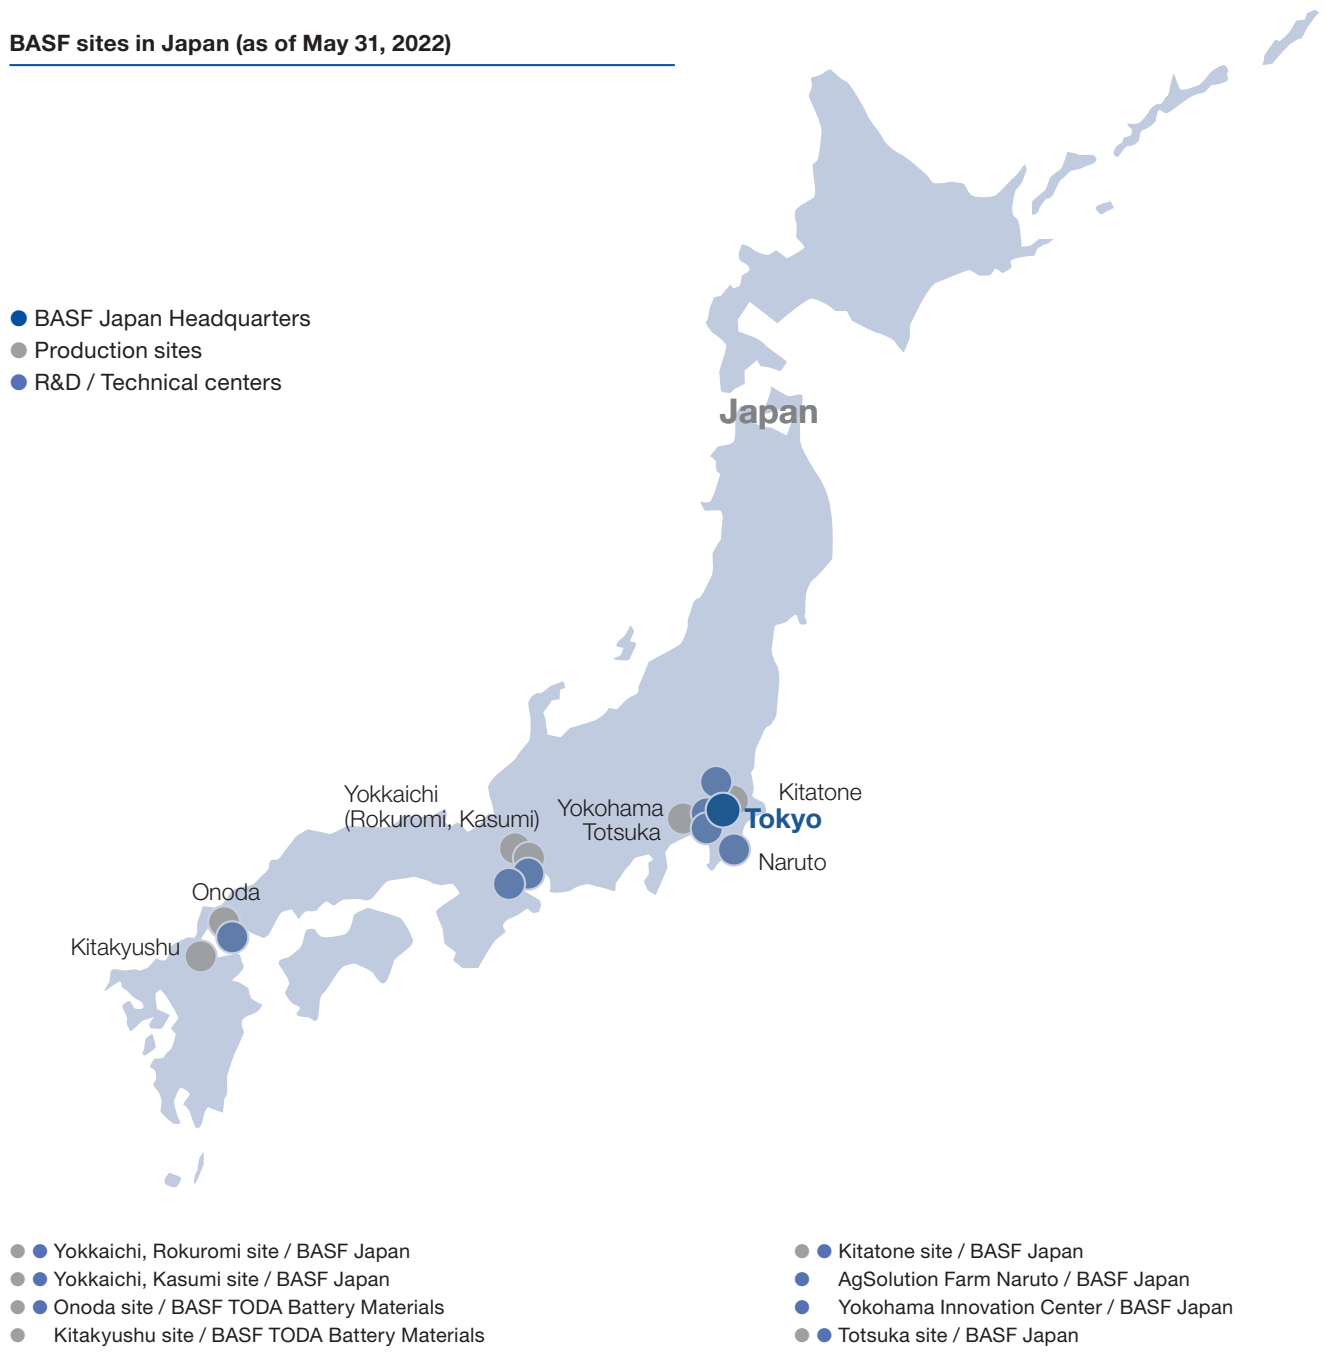 BASF sites in Japan (as of May 31, 2022)
BASF Japan Headquarters
Production sites
R&D / Technical centers
Japan
Yokkaichi
(Rokuromi, Kasumi)
Yokohama
Totsuka
Kitatone
Tokyo
Naruto
Onoda
Kitakyushu
Yokkaichi, Rokuromi site / BASF Japan
Yokkaichi, Kasumi site / BASF Japan
Onoda site / BASF TODA Battery Materials
Kitakyushu site / BASF TODA Battery Materials
Kitatone site / BASF Japan
AgSolution Farm Naruto / BASF Japan
Yokohama Innovation Center / BASF Japan
Totsuka site / BASF Japan